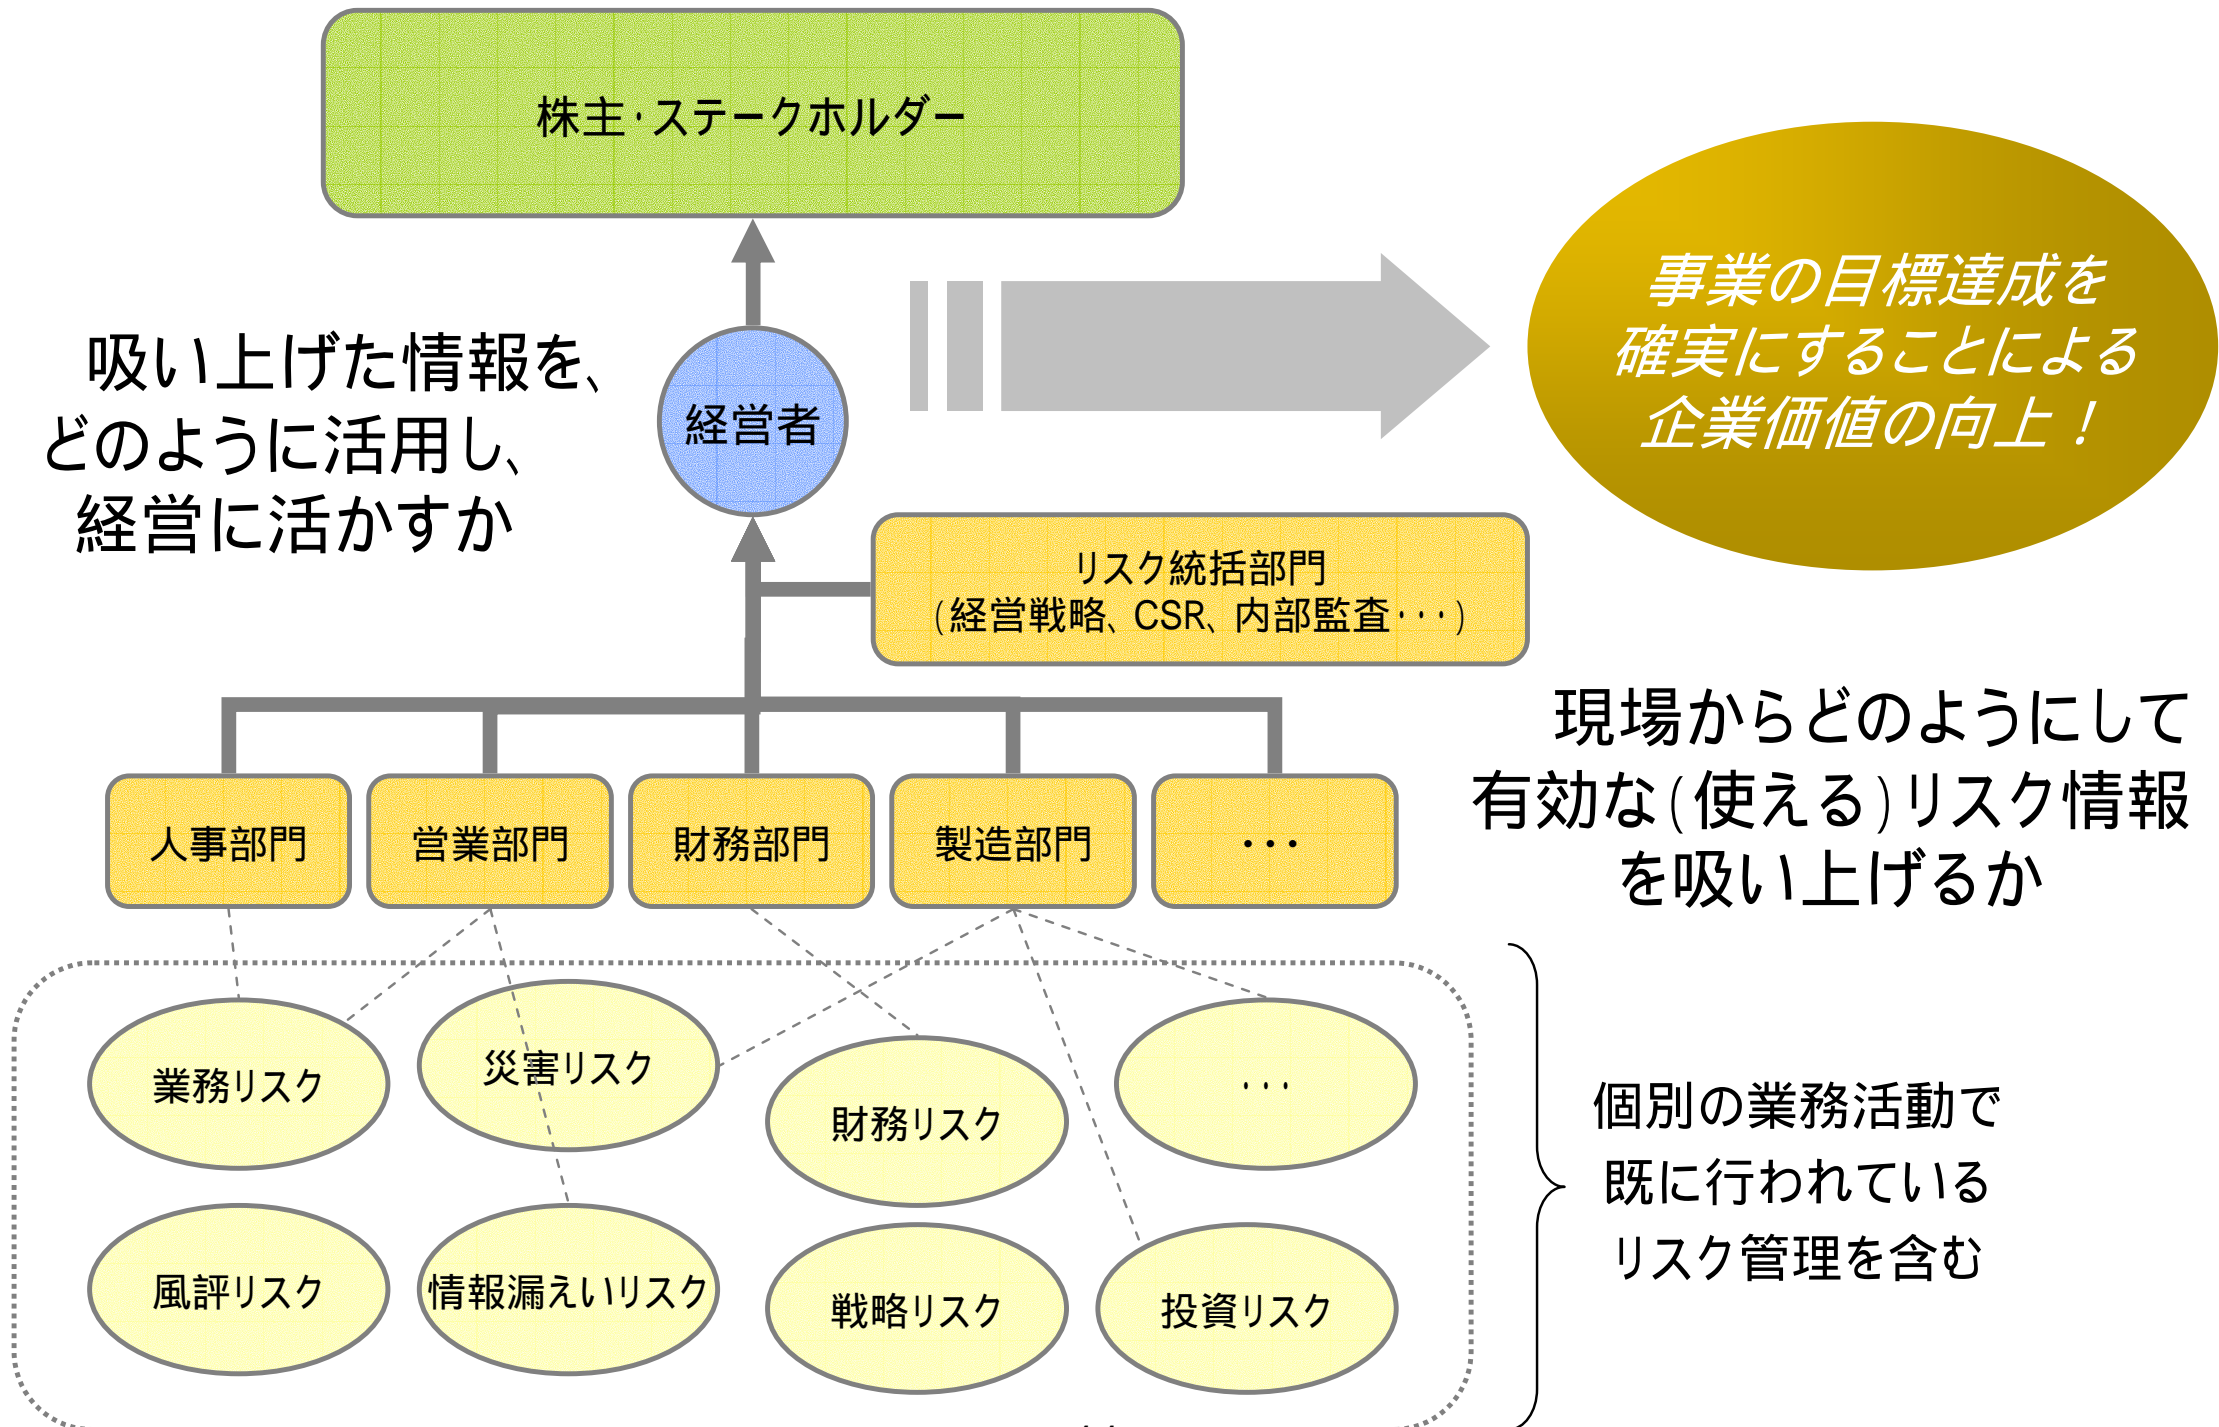 株主・ステークホルダー
事業の目標達成を
確実にすることによる
企業価値の向上！
吸い上げた情報を、
どのように活用し、
経営に活かすか
経営者
リスク統括部門
(経営戦略、CSR、内部監査・・・)
現場からどのようにして
有効な(使える)リスク情報
を吸い上げるか
人事部門
営業部門
財務部門
製造部門
・・・
業務リスク
災害リスク
財務リスク
・・・
風評リスク
情報漏えいリスク
戦略リスク
投資リスク
個別の業務活動で
既に行われている
リスク管理を含む